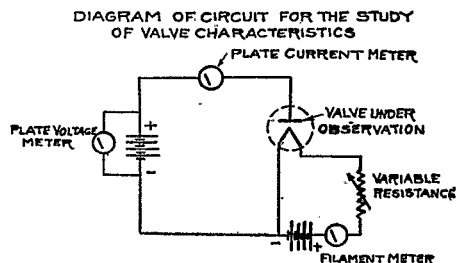 DIAGRAM OF CIRCUIT FOR THE STUDY
OF VALVE CHARACTERISTICS
PLATE CURRENT METER
VALVE UNDER
OBSERVATION
PLATE VOLTAGE
METER
+
-
VARIABLE
RESISTANCE
- +
FILAMENT METER